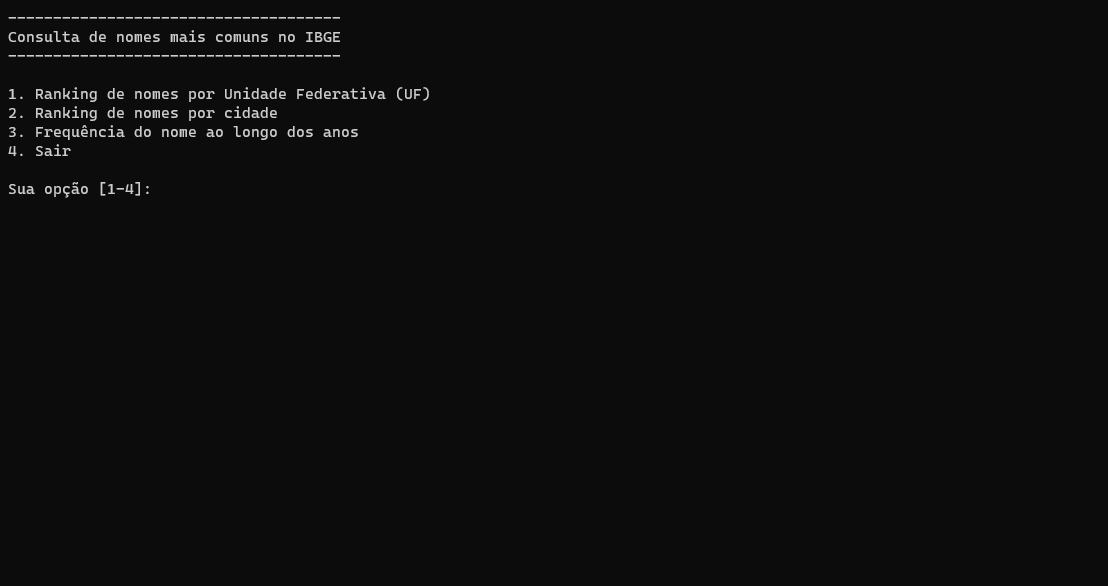 -------------------------------------
Consulta de nomes mais comuns no IBGE
-------------------------------------
1. Ranking de nomes por Unidade Federativa (UF)
2. Ranking de nomes por cidade
3. Frequência do nome ao longo dos anos
4. Sair
Sua opção [1-4]: